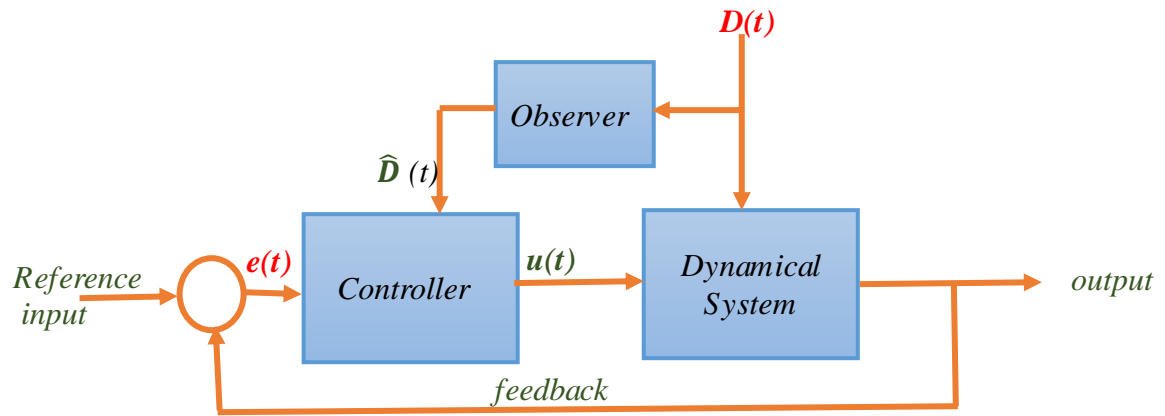 D(t)
Observer
D̂ (t)
Reference
input
e(t)
Controller
u(t)
Dynamical
System
output
feedback